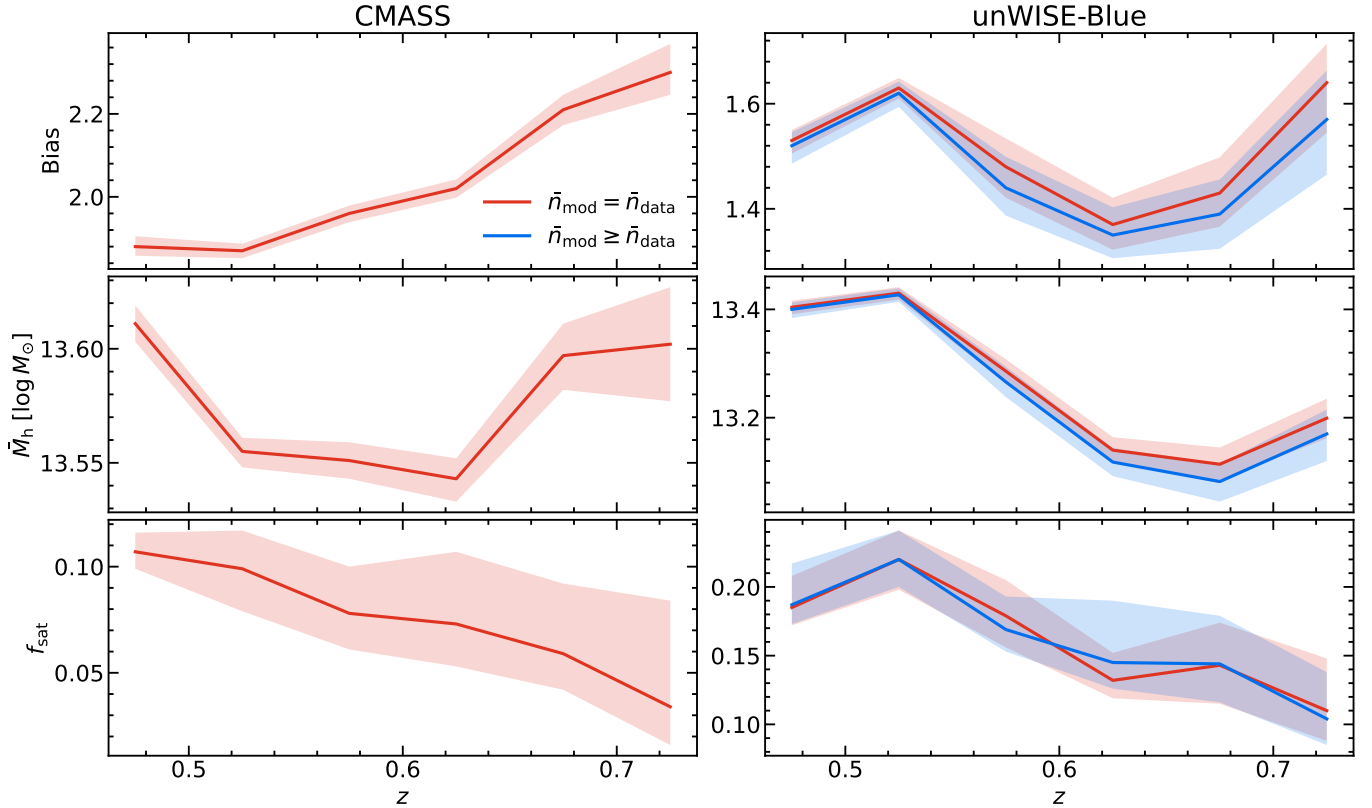 CMASS
unWISE-Blue
Bias
2.2
2.0
n̄mod = n̄data
n̄mod ≥ n̄data
1.6
1.4
M̄h [log M⊙]
13.60
13.55
13.4
13.2
fsat
0.10
0.05
0.20
0.15
0.10
0.5 0.6 0.7
z
0.5 0.6 0.7
z